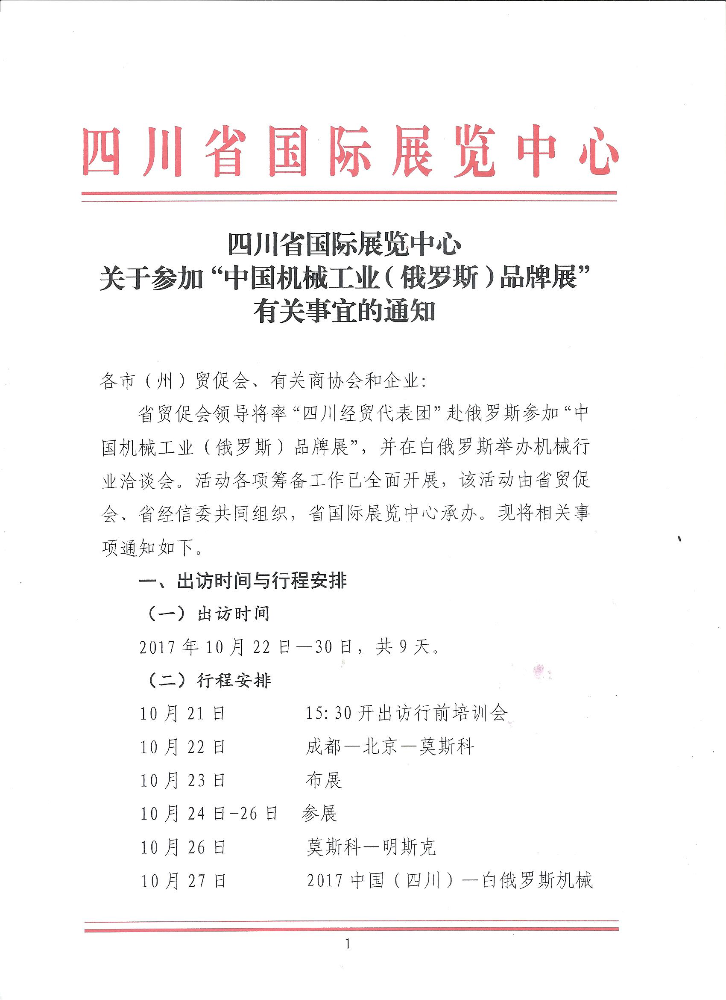 四川省国际展览中心
四川省国际展览中心
关于参加“中国机械工业（俄罗斯）品牌展”
有关事宜的通知
各市（州）贸促会、有关商协会和企业：
省贸促会领导将率“四川经贸代表团”赴俄罗斯参加“中
国机械工业（俄罗斯）品牌展”，并在白俄罗斯举办机械行
业洽谈会。活动各项筹备工作已全面开展，该活动由省贸促
会、省经信委共同组织，省国际展览中心承办。现将相关事
项通知如下。
一、出访时间与行程安排
（一）出访时间
2017年10月22日—30日，共9天。
（二）行程安排
10月21日 15:30开出访行前培训会
10月22日 成都—北京—莫斯科
10月23日 布展
10月24日-26日 参展
10月26日 莫斯科—明斯克
10月27日 2017中国（四川）—白俄罗斯机械
1